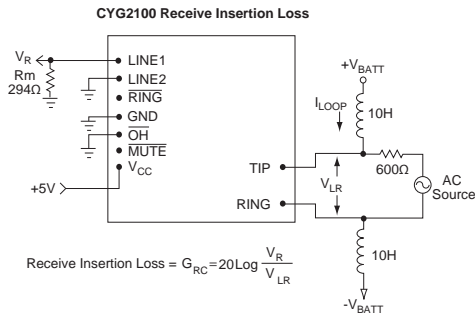 CYG2100 Receive Insertion Loss
V_R
Rm
294Ω
LINE1
LINE2
RING
GND
OH
MUTE
V_CC
+5V
TIP
RING
+V_BATT
I_LOOP
10H
600Ω
V_LR
AC
Source
10H
-V_BATT
Receive Insertion Loss = G_RC = 20Log V_R / V_LR